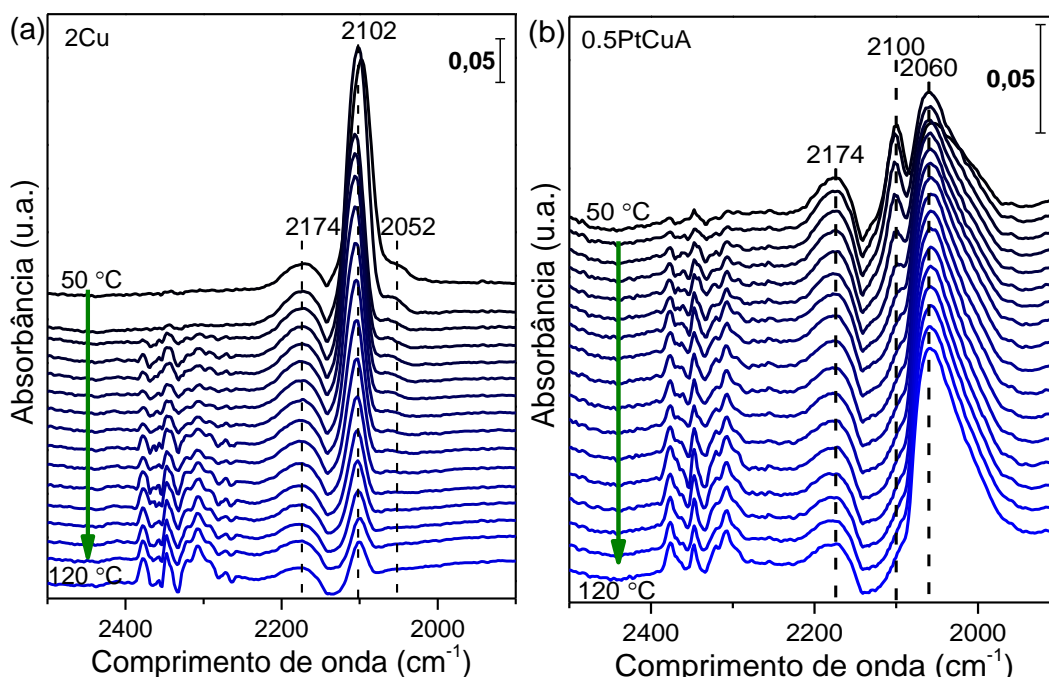 (a)
2Cu
2102
0,05
2174
2052
50 °C
120 °C
2400
2200
2000
Comprimento de onda (cm⁻¹)
Absorbância (u.a.)
(b)
0.5PtCuA
2100
2060
0,05
2174
50 °C
120 °C
2400
2200
2000
Comprimento de onda (cm⁻¹)
Absorbância (u.a.)